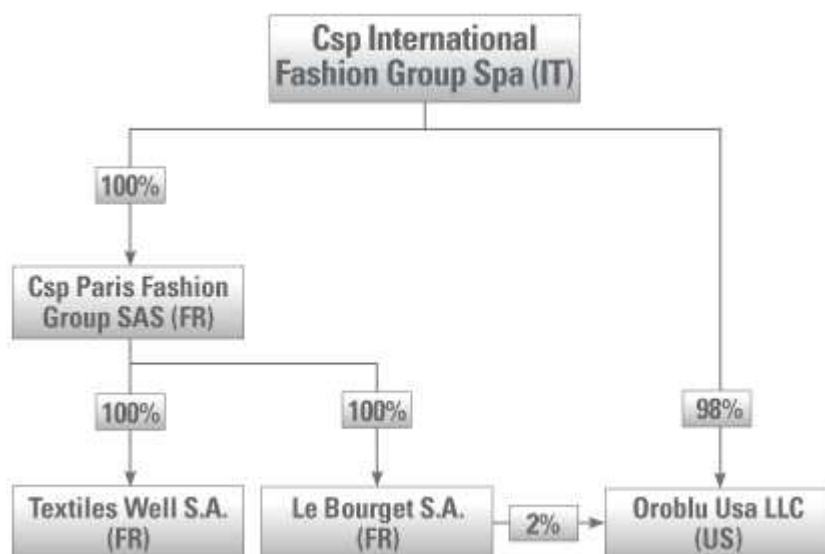 Csp International
Fashion Group Spa (IT)
100%
Csp Paris Fashion
Group SAS (FR)
100%
100%
98%
Textiles Well S.A.
(FR)
Le Bourget S.A.
(FR)
2%
Oroblu Usa LLC
(US)